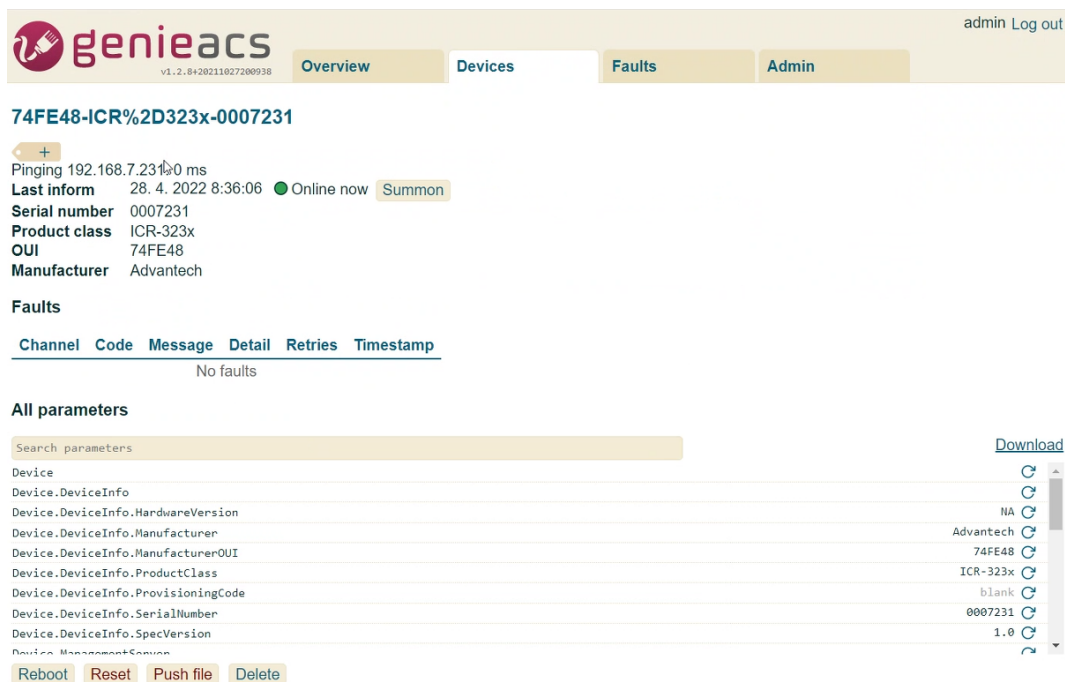 admin Log out
genieacs
v1.2.8+20211027200938
Overview Devices Faults Admin
74FE48-ICR%2D323x-0007231
+
Pinging 192.168.7.231: 0 ms
Last inform 28. 4. 2022 8:36:06 Online now Summon
Serial number 0007231
Product class ICR-323x
OUI 74FE48
Manufacturer Advantech
Faults
Channel Code Message Detail Retries Timestamp
No faults
All parameters
Search parameters Download
Device
Device.DeviceInfo
Device.DeviceInfo.HardwareVersion NA
Device.DeviceInfo.Manufacturer Advantech
Device.DeviceInfo.ManufacturerOUI 74FE48
Device.DeviceInfo.ProductClass ICR-323x
Device.DeviceInfo.ProvisioningCode blank
Device.DeviceInfo.SerialNumber 0007231
Device.DeviceInfo.SpecVersion 1.0
Device.ManagementServer
Reboot Reset Push file Delete